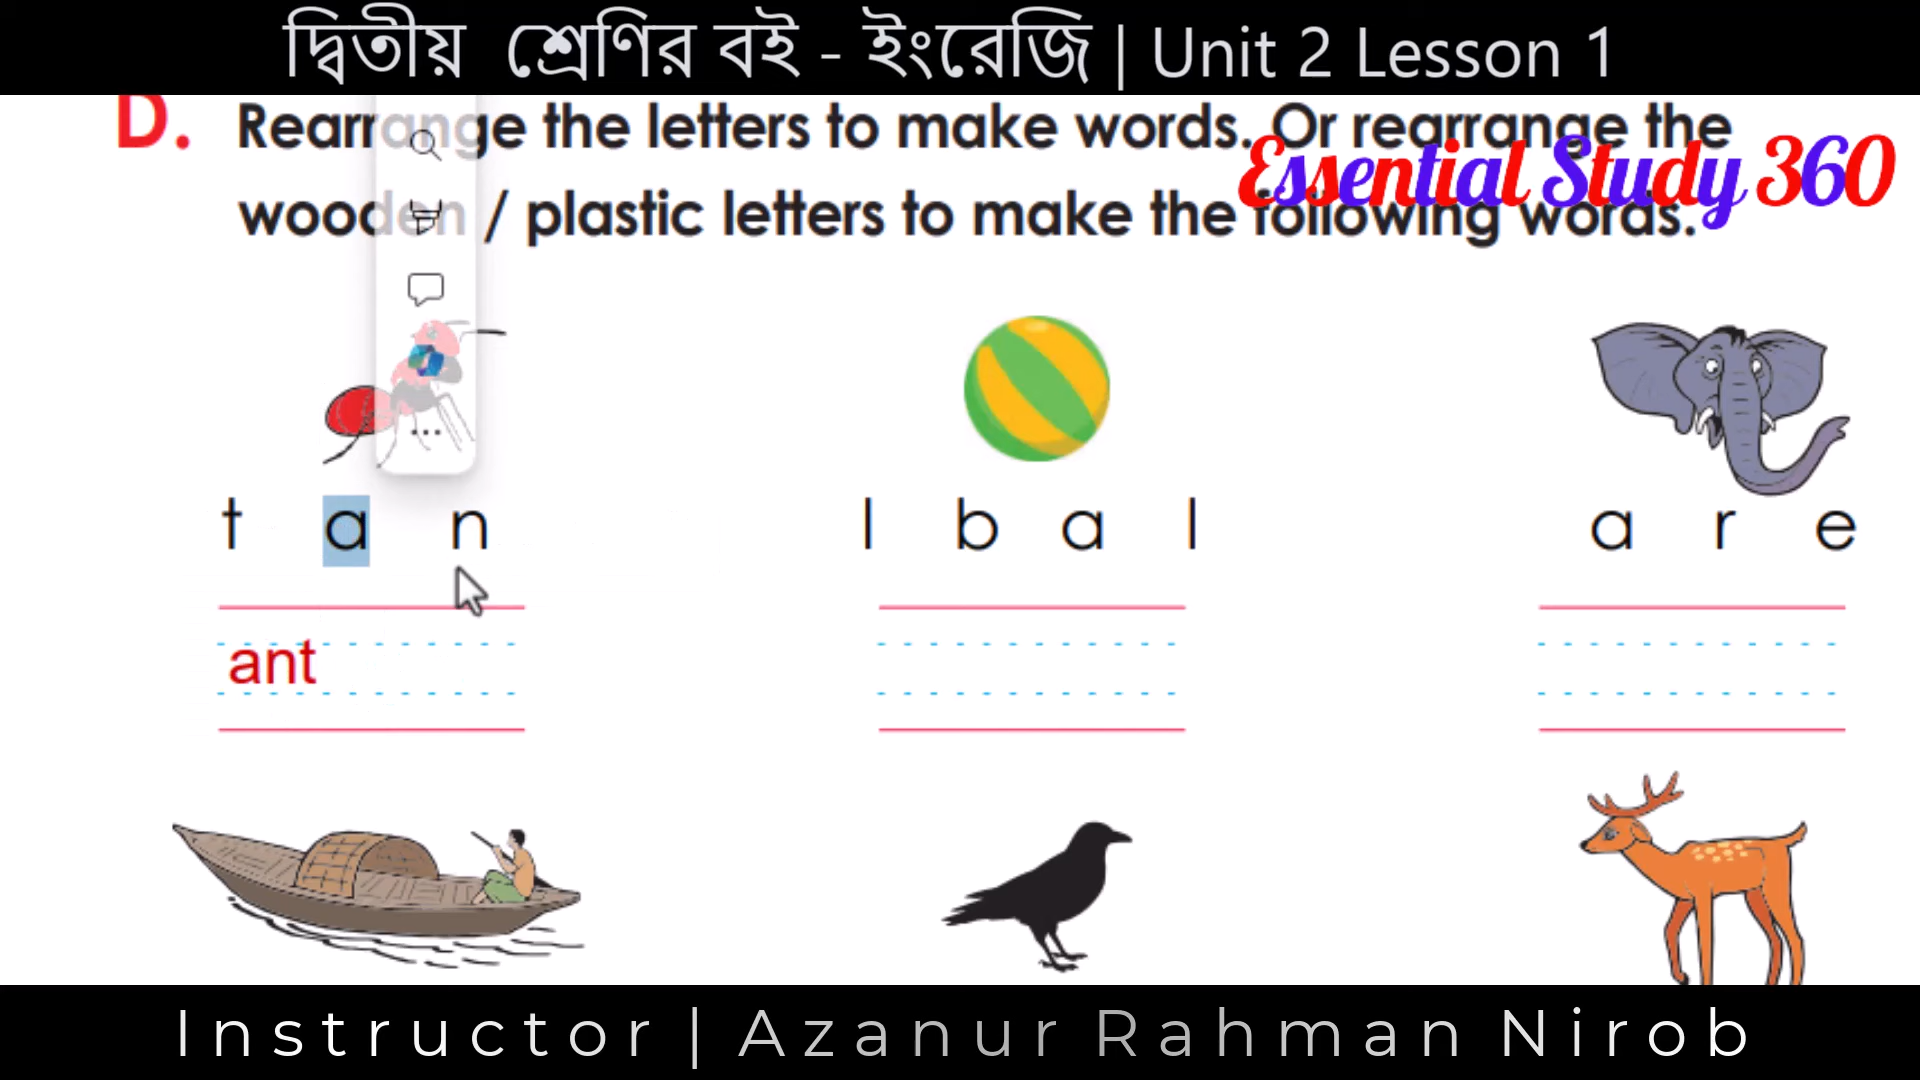 দ্বিতীয় শ্রেণির বই - ইংরেজি | Unit 2 Lesson 1
D. Rearrange the letters to make words. Or rearrange the
Essential Study 360
wooden / plastic letters to make the following words.
t a n
l b a l
a r e
ant
Instructor | Azanur Rahman Nirob